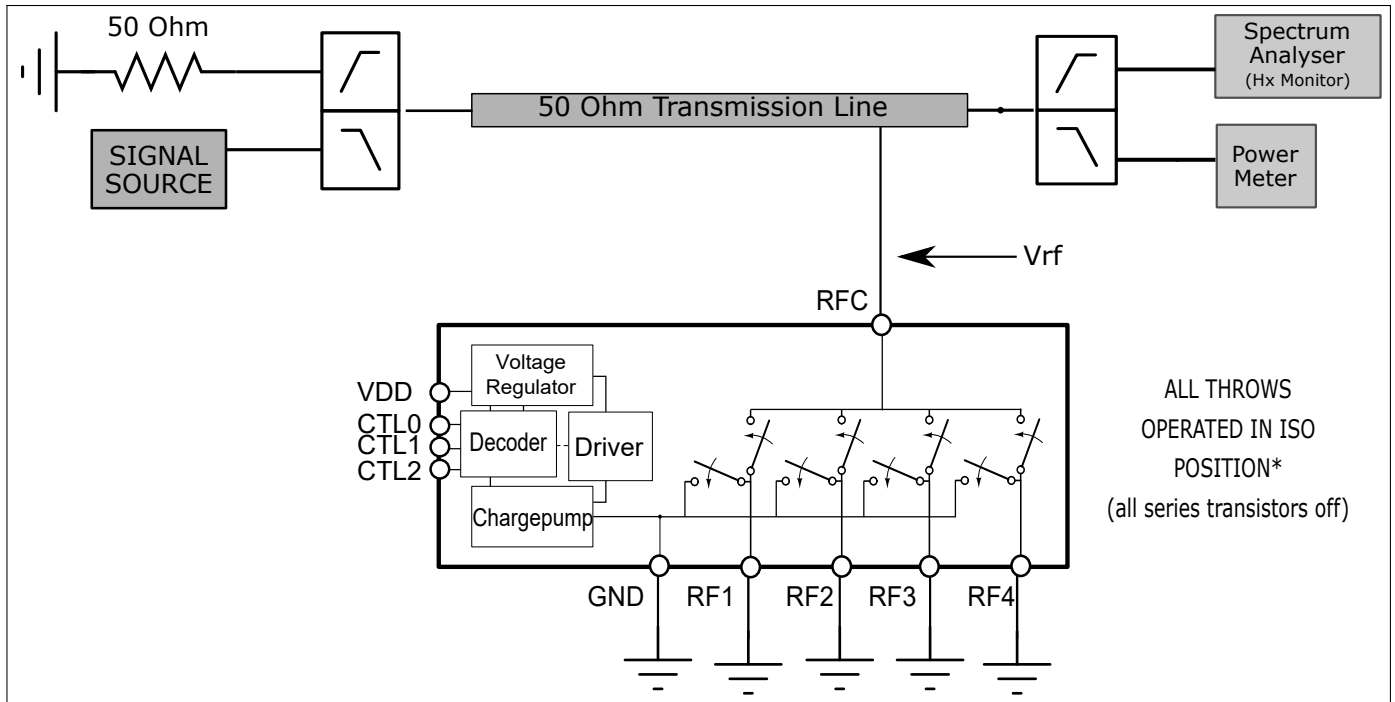 50 Ohm
SIGNAL
SOURCE
50 Ohm Transmission Line
Spectrum
Analyser
(Hx Monitor)
Power
Meter
Vrf
RFC
Voltage
Regulator
VDD
CTL0
CTL1
CTL2
Decoder
Driver
Chargepump
GND
RF1
RF2
RF3
RF4
ALL THROWS
OPERATED IN ISO
POSITION*
(all series transistors off)